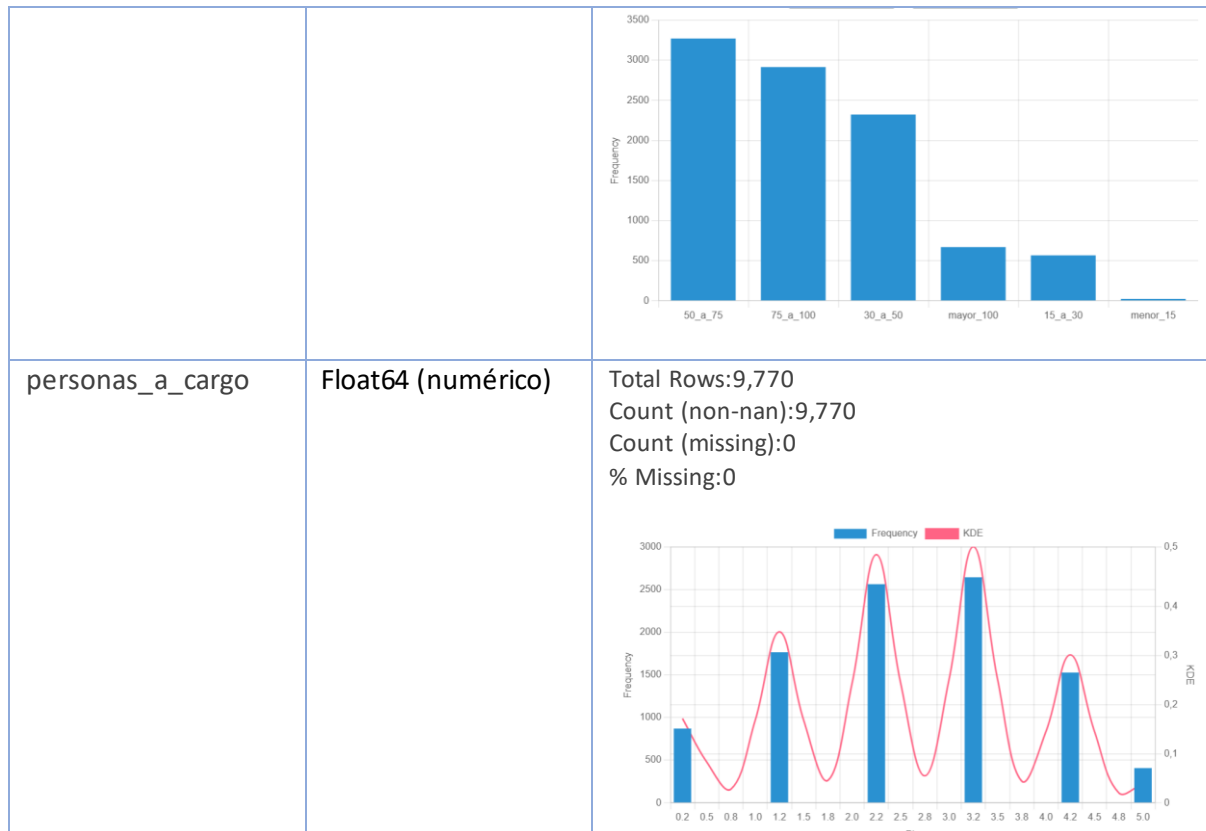 3500
3000
2500
2000
1500
1000
500
0
Frequency
50_a_75 75_a_100 30_a_50 mayor_100 15_a_30 menor_15
personas_a_cargo Float64 (numérico) Total Rows:9,770
Count (non-nan):9,770
Count (missing):0
% Missing:0
Frequency KDE
3000 0,5
2500
0,4
2000
0,3
1500
0,2
1000
0,1
500
0 0
Frequency
KDE
0.2 0.5 0.8 1.0 1.2 1.5 1.8 2.0 2.2 2.5 2.8 3.0 3.2 3.5 3.8 4.0 4.2 4.5 4.8 5.0